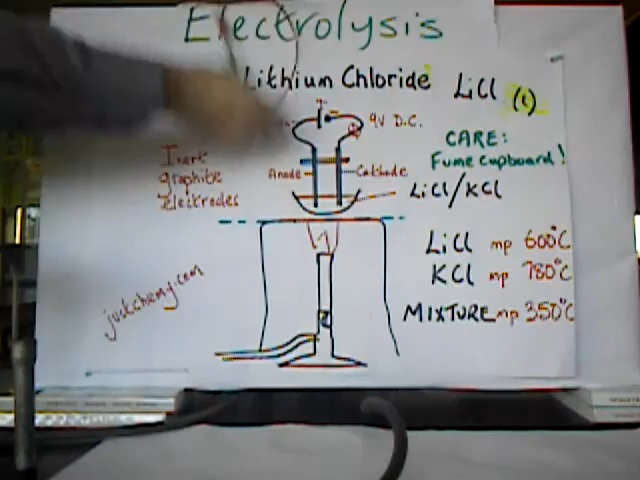 Electrolysis
Lithium Chloride LiCl (l)
9V D.C.
CARE:
Fume cupboard!
Inert
graphite
Electrodes
Anode
Cathode
LiCl/KCl
LiCl mp 600°C
KCl mp 780°C
MIXTURE mp 350°C
justchemy.com